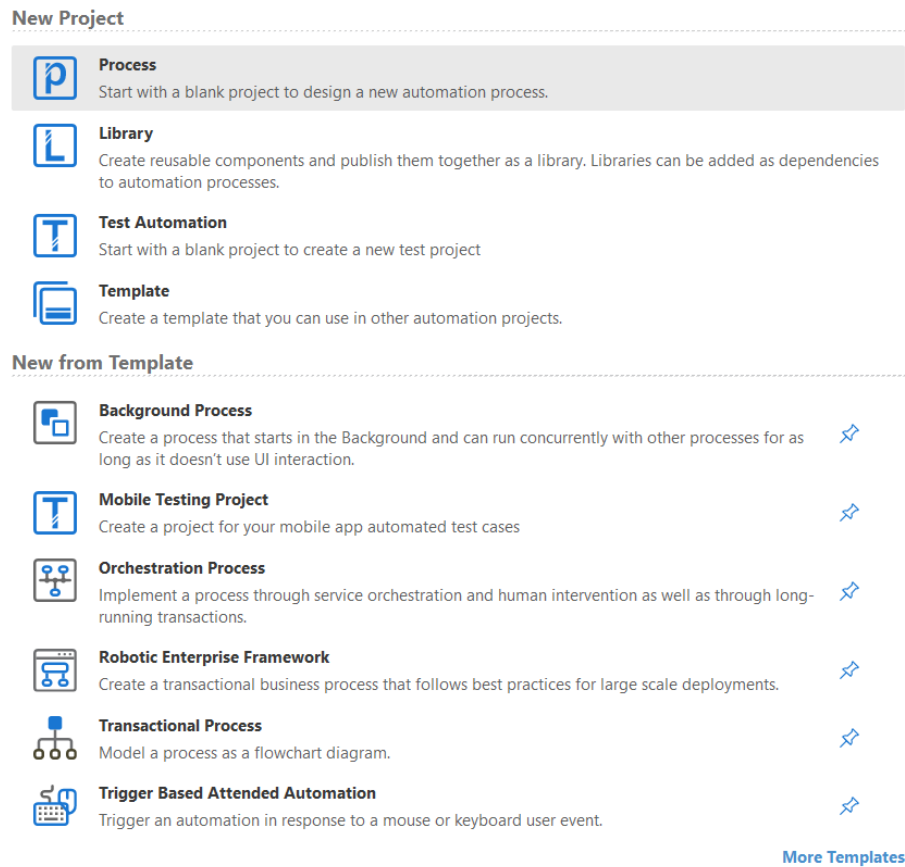 New Project
Process
Start with a blank project to design a new automation process.
Library
Create reusable components and publish them together as a library. Libraries can be added as dependencies
to automation processes.
Test Automation
Start with a blank project to create a new test project
Template
Create a template that you can use in other automation projects.
New from Template
Background Process
Create a process that starts in the Background and can run concurrently with other processes for as
long as it doesn't use UI interaction.
Mobile Testing Project
Create a project for your mobile app automated test cases
Orchestration Process
Implement a process through service orchestration and human intervention as well as through long-
running transactions.
Robotic Enterprise Framework
Create a transactional business process that follows best practices for large scale deployments.
Transactional Process
Model a process as a flowchart diagram.
Trigger Based Attended Automation
Trigger an automation in response to a mouse or keyboard user event.
More Templates